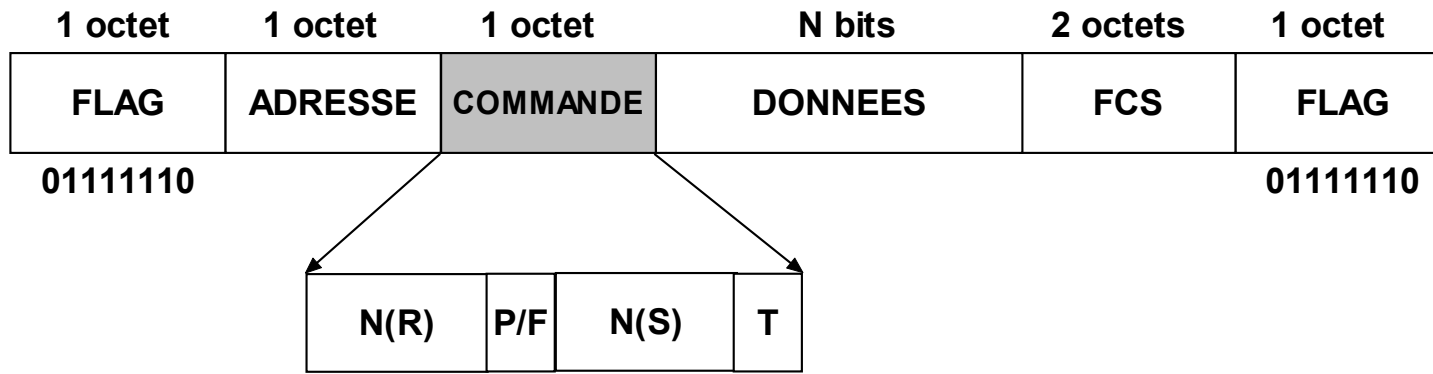 1 octet 1 octet 1 octet N bits 2 octets 1 octet
FLAG ADRESSE COMMANDE DONNEES FCS FLAG
01111110 01111110
N(R) P/F N(S) T